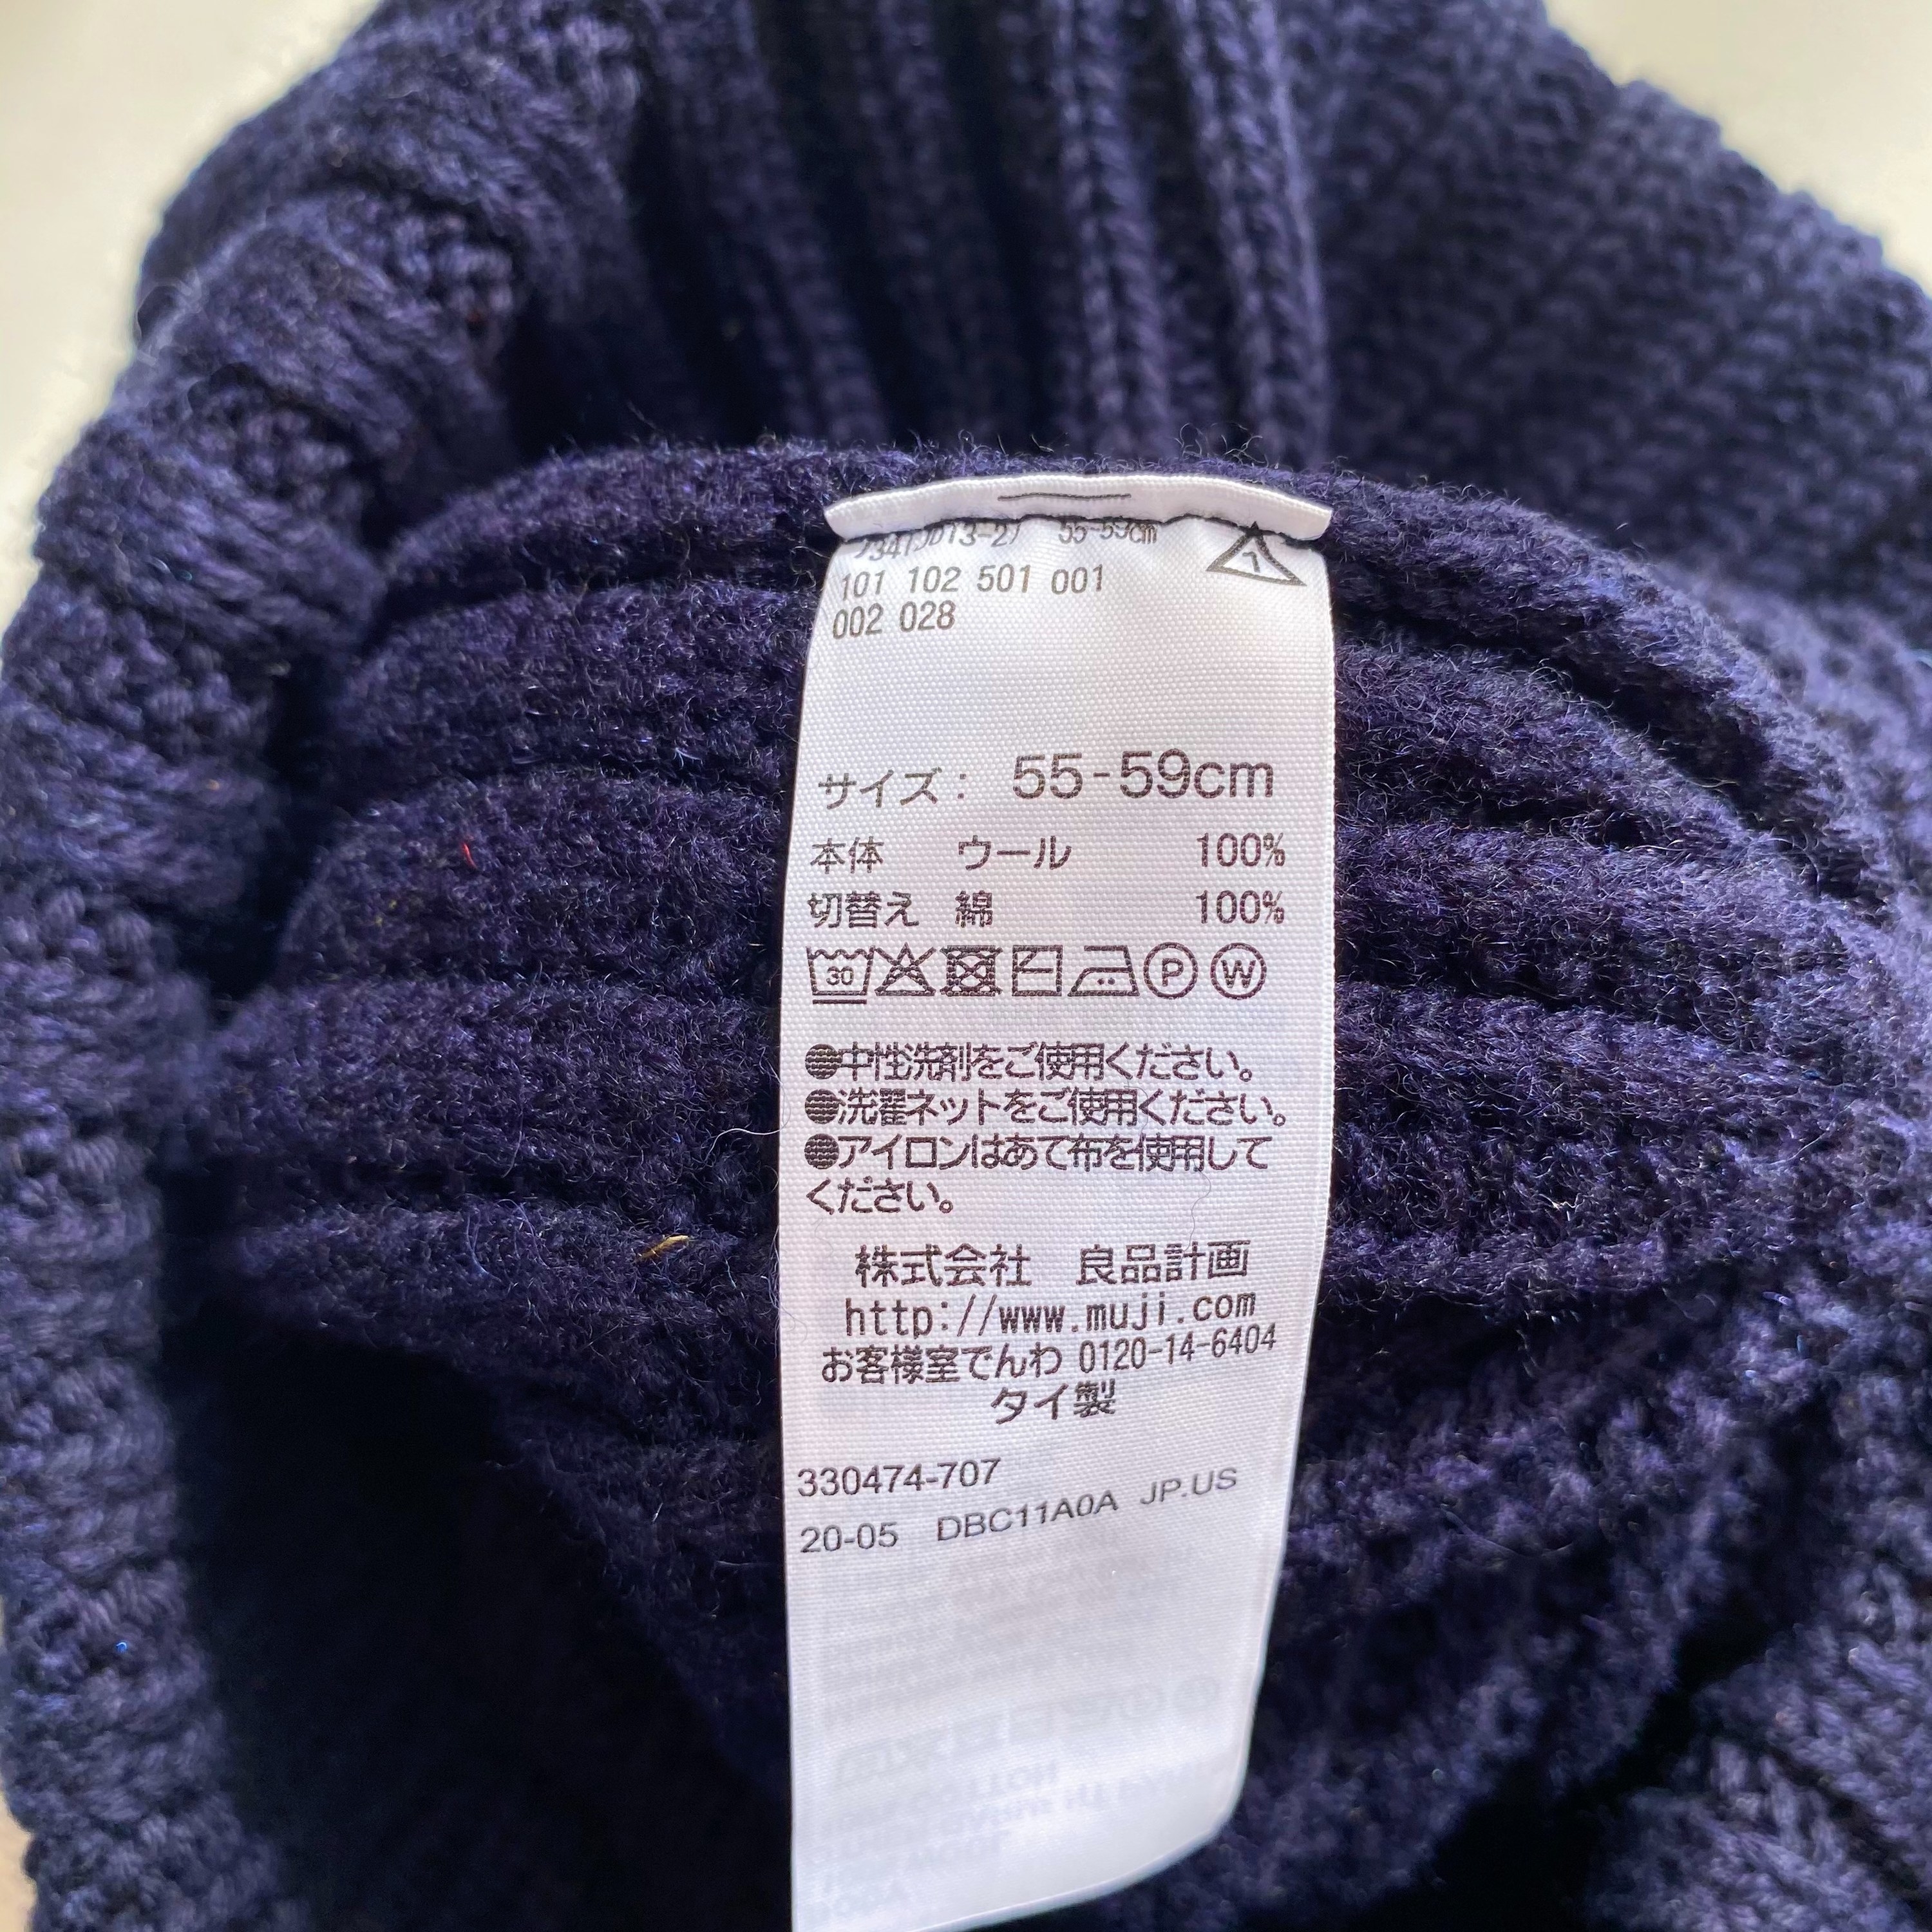 55-59cm
101 102 501 001
002 028
サイズ: 55-59cm
本体 ウール 100%
切替え 綿 100%
30 P W
●中性洗剤をご使用ください。
●洗濯ネットをご使用ください。
●アイロンはあて布を使用して
ください。
株式会社 良品計画
http://www.muji.com
お客様室でんわ 0120-14-6404
タイ製
330474-707
20-05 DBC11A0A JP.US